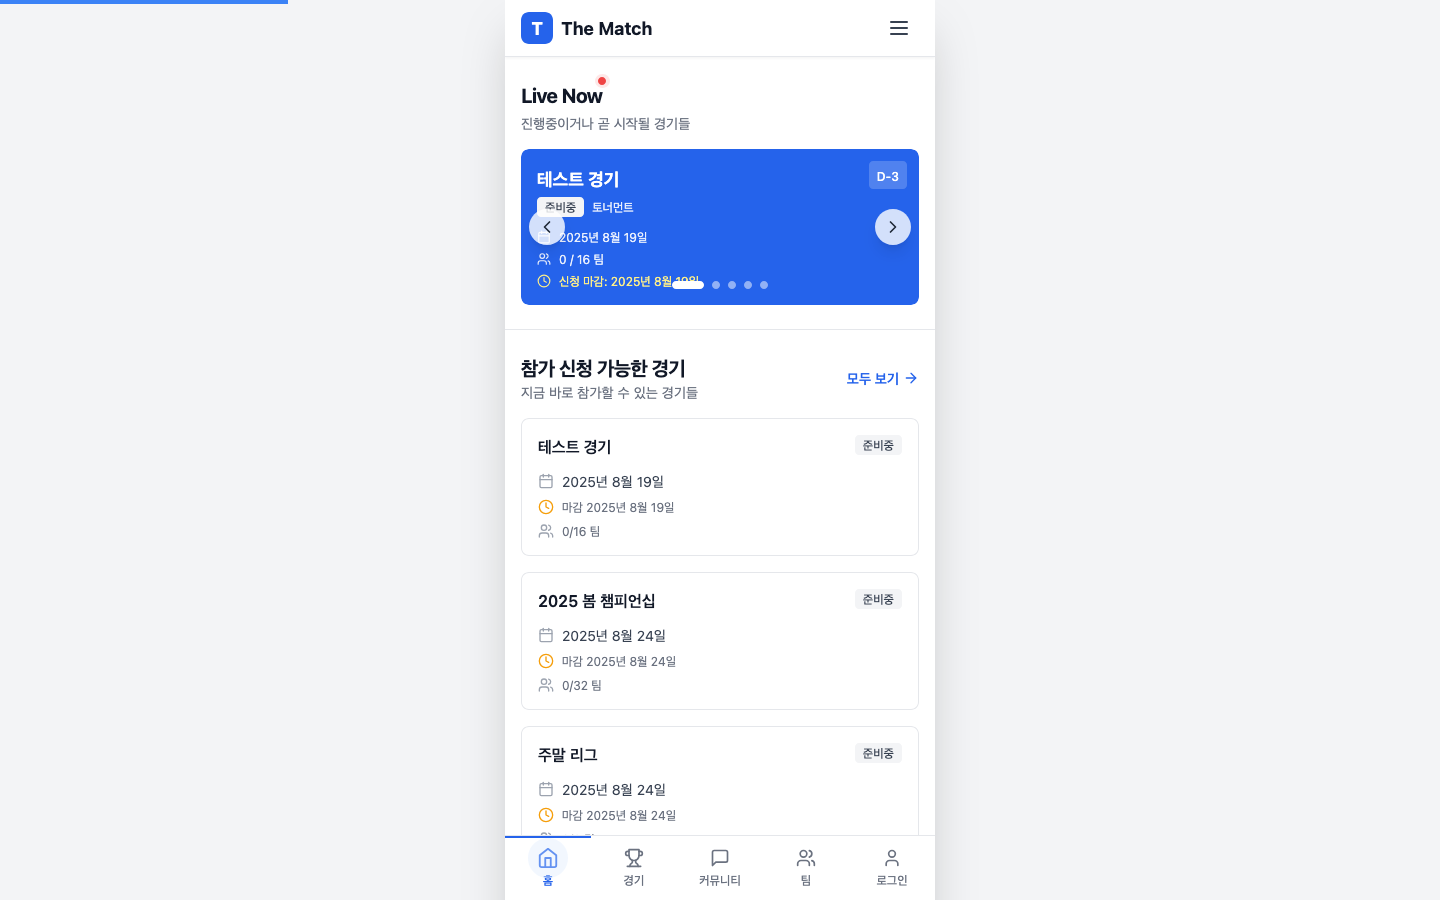 T The Match
Live Now
진행중이거나 곧 시작될 경기들
테스트 경기
D-3
준비중 토너먼트
2025년 8월 19일
0 / 16 팀
신청 마감: 2025년 8월 19일
참가 신청 가능한 경기
지금 바로 참가할 수 있는 경기들
모두 보기
테스트 경기
준비중
2025년 8월 19일
마감 2025년 8월 19일
0/16 팀
2025 봄 챔피언십
준비중
2025년 8월 24일
마감 2025년 8월 24일
0/32 팀
주말 리그
준비중
2025년 8월 24일
마감 2025년 8월 24일
홈 경기 커뮤니티 팀 로그인